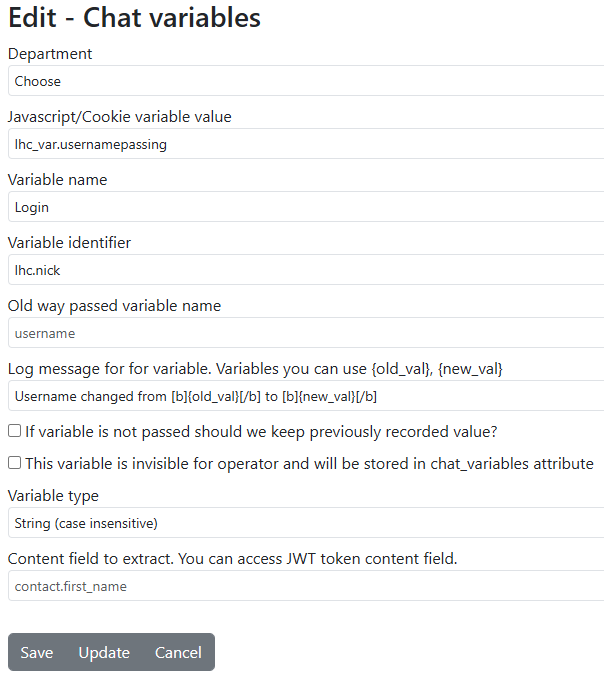 Edit - Chat variables
Department
Choose
Javascript/Cookie variable value
lhc_var.usernamepassing
Variable name
Login
Variable identifier
lhc.nick
Old way passed variable name
username
Log message for for variable. Variables you can use {old_val}, {new_val}
Username changed from [b]{old_val}[/b] to [b]{new_val}[/b]
If variable is not passed should we keep previously recorded value?
This variable is invisible for operator and will be stored in chat_variables attribute
Variable type
String (case insensitive)
Content field to extract. You can access JWT token content field.
contact.first_name
Save Update Cancel